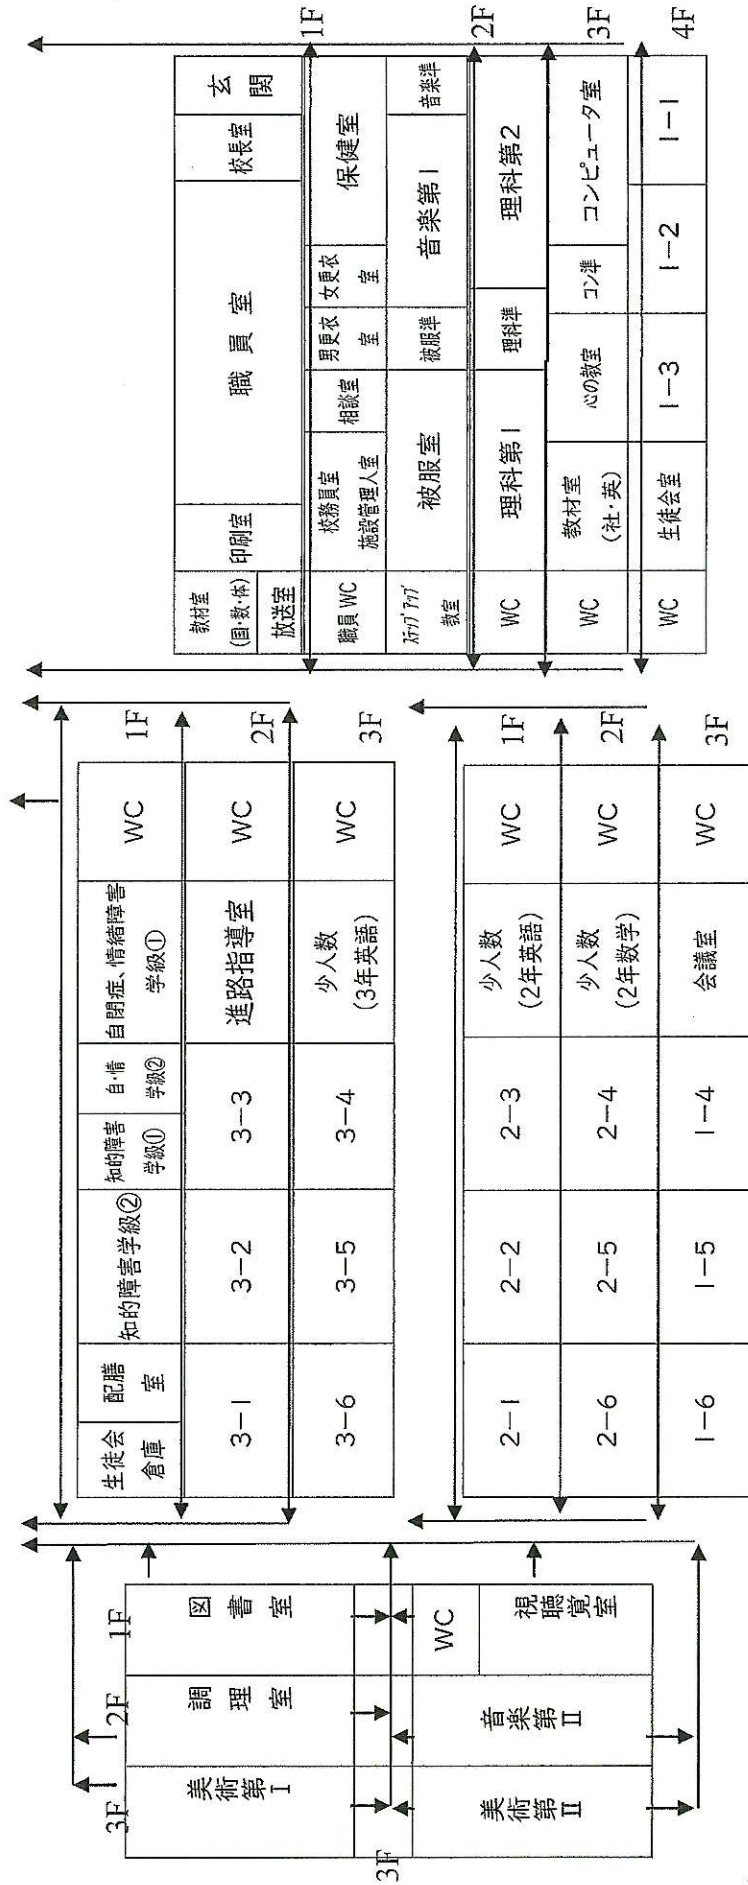 3F 2F 1F
美術第Ⅰ
調理室
図書室
3F
美術第Ⅱ
音楽第Ⅱ
WC
視聴覚室
生徒会倉庫 配膳室 知的障害学級② 知的障害学級① 自・情学級② 自閉症、情緒障害学級① WC
1F
3-1 3-2 3-3 進路指導室 WC
2F
3-6 3-5 3-4 少人数(3年英語) WC
3F
2-1 2-2 2-3 少人数(2年英語) WC
1F
2-6 2-5 2-4 少人数(2年数学) WC
2F
1-6 1-5 1-4 会議室 WC
3F
教材室(国・数・体) 放送室 印刷室 職員室 校長室 玄関
1F
職員WC 校務員室 施設管理人室 相談室 男更衣室 女更衣室 保健室
ステップアップ教室 被服室 被服準 音楽第Ⅰ 音楽準
2F
WC 理科第1 理科準 理科第2
WC 教材室(社・英) 心の教室 コン準 コンピュータ室
3F
WC 生徒会室 1-3 1-2 1-1
4F